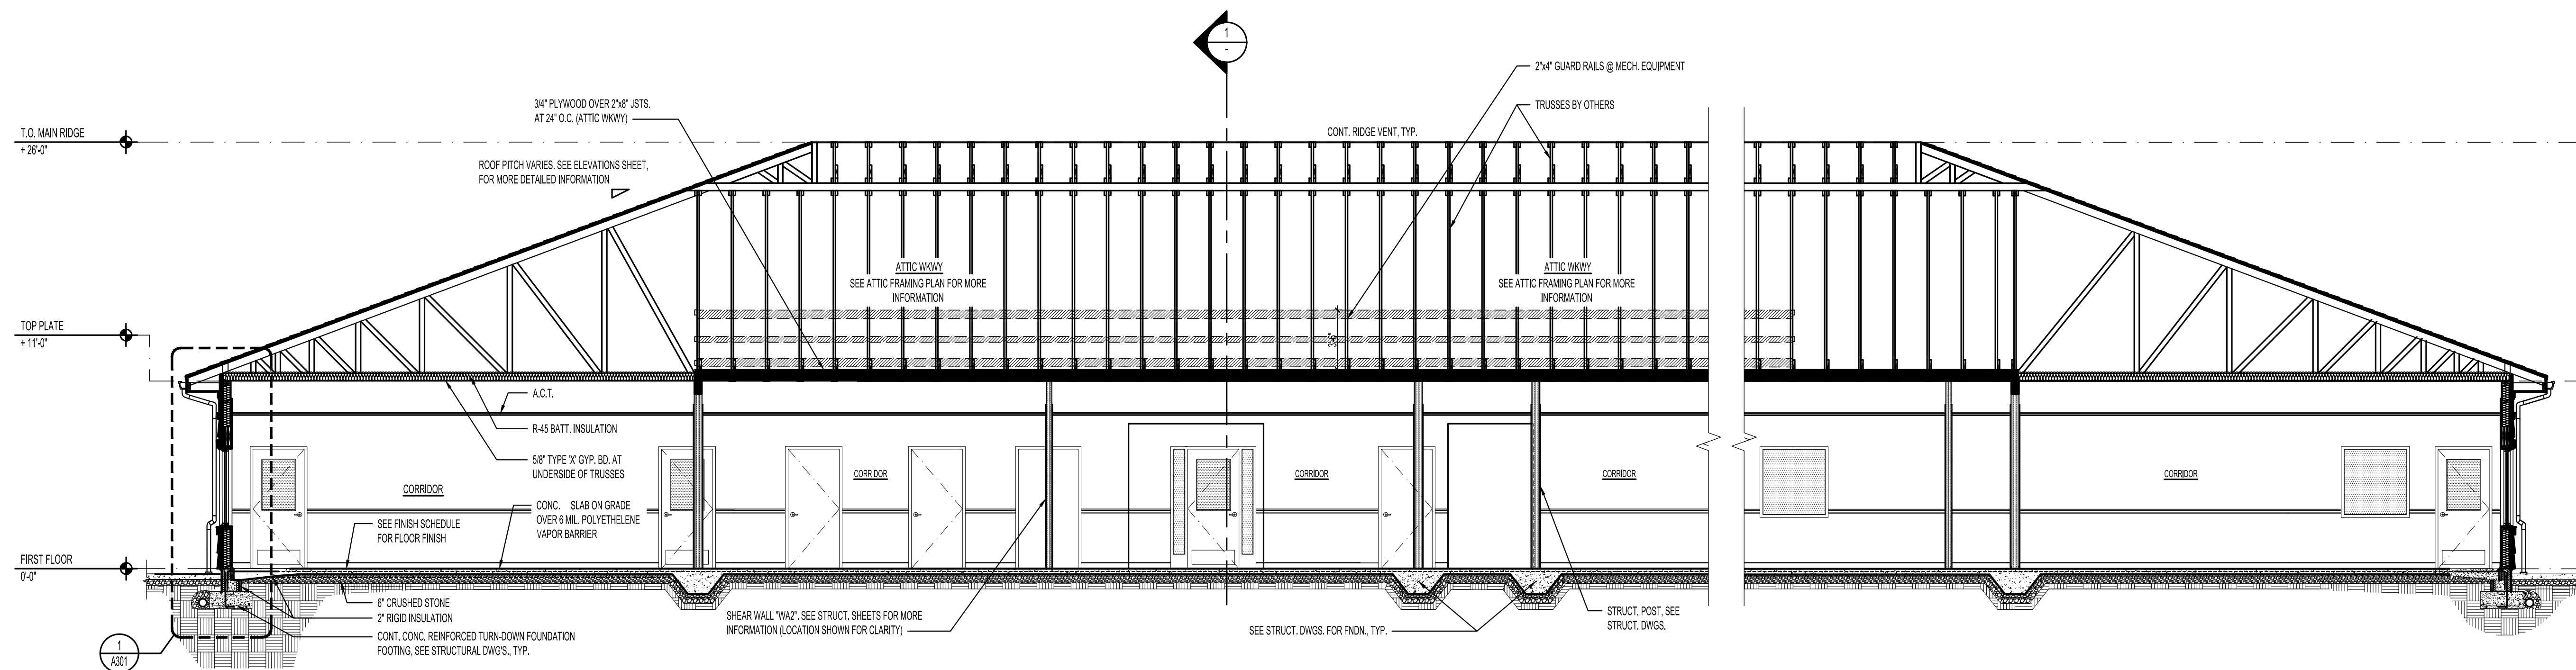 1
-
2"x4" GUARD RAILS @ MECH. EQUIPMENT
3/4" PLYWOOD OVER 2"x8" JSTS.
AT 24" O.C. (ATTIC WKWY)
TRUSSES BY OTHERS
T.O. MAIN RIDGE
+ 26'-0"
CONT. RIDGE VENT, TYP.
ROOF PITCH VARIES. SEE ELEVATIONS SHEET,
FOR MORE DETAILED INFORMATION
ATTIC WKWY
SEE ATTIC FRAMING PLAN FOR MORE
INFORMATION
ATTIC WKWY
SEE ATTIC FRAMING PLAN FOR MORE
INFORMATION
TOP PLATE
+ 11'-0"
3'-6"
A.C.T.
R-45 BATT. INSULATION
5/8" TYPE 'X' GYP. BD. AT
UNDERSIDE OF TRUSSES
CORRIDOR
CORRIDOR
CORRIDOR
CORRIDOR
CORRIDOR
CONC. SLAB ON GRADE
OVER 6 MIL. POLYETHELENE
VAPOR BARRIER
SEE FINISH SCHEDULE
FOR FLOOR FINISH
FIRST FLOOR
0'-0"
6" CRUSHED STONE
2" RIGID INSULATION
CONT. CONC. REINFORCED TURN-DOWN FOUNDATION
FOOTING, SEE STRUCTURAL DWG'S., TYP.
SHEAR WALL "WA2". SEE STRUCT. SHEETS FOR MORE
INFORMATION (LOCATION SHOWN FOR CLARITY)
SEE STRUCT. DWGS. FOR FNDN., TYP.
STRUCT. POST, SEE
STRUCT. DWGS.
1
A301